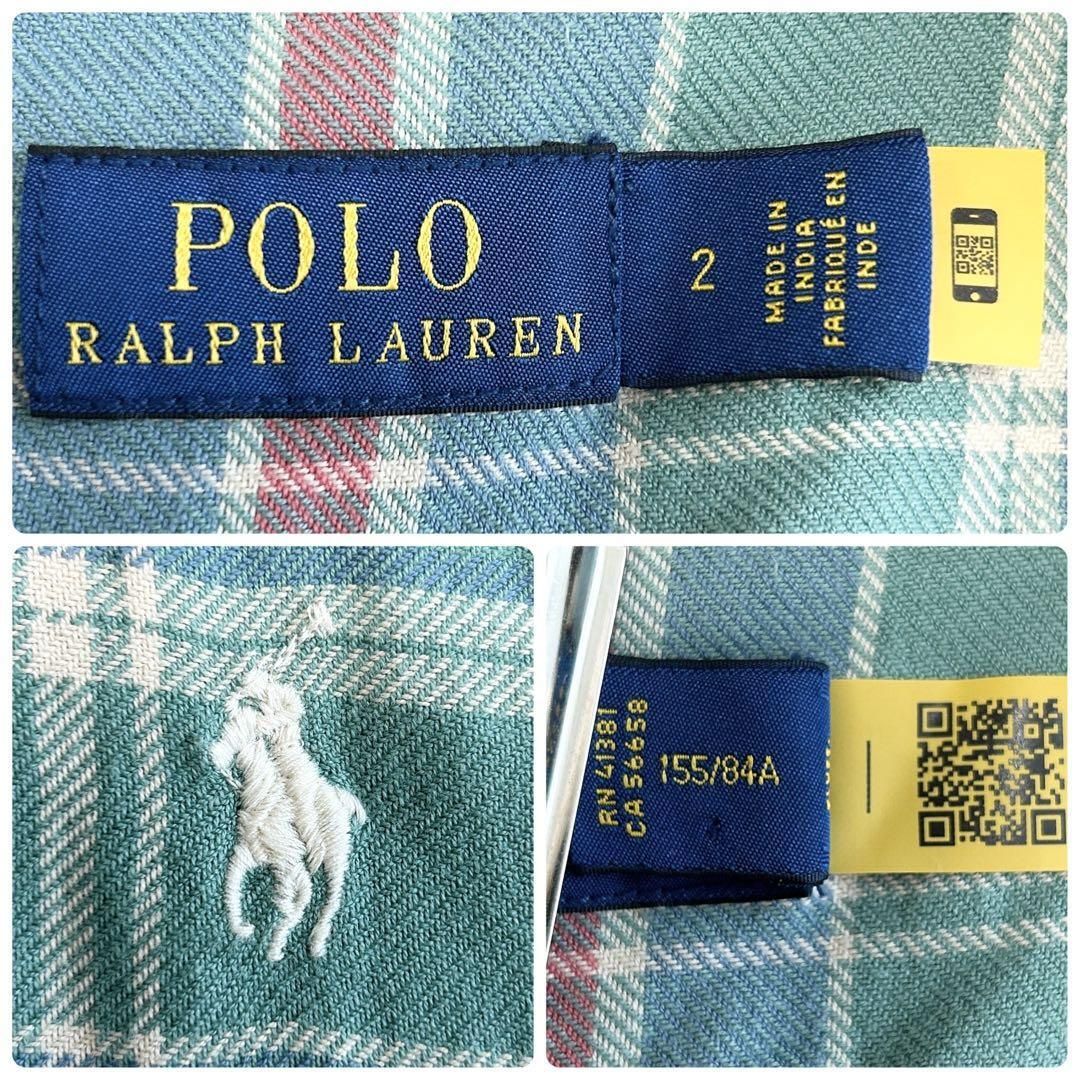 POLO
RALPH LAUREN
2
MADE IN
INDIA
FABRIQUÉ EN
INDE
RN 41381
CA 56658
155/84A